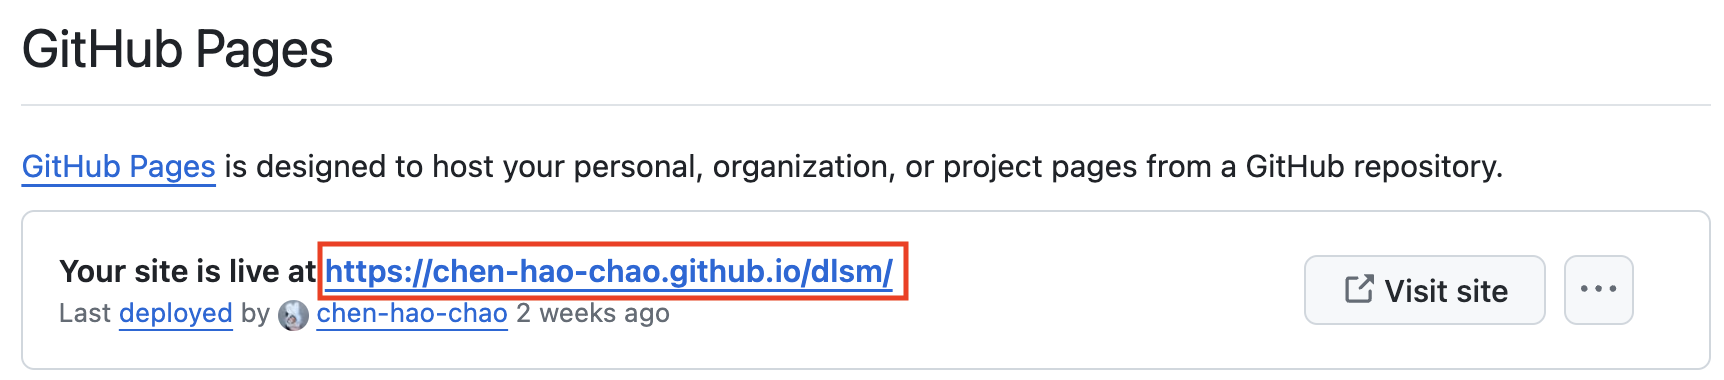 GitHub Pages
GitHub Pages is designed to host your personal, organization, or project pages from a GitHub repository.
Your site is live at https://chen-hao-chao.github.io/dlsm/
Last deployed by chen-hao-chao 2 weeks ago
Visit site